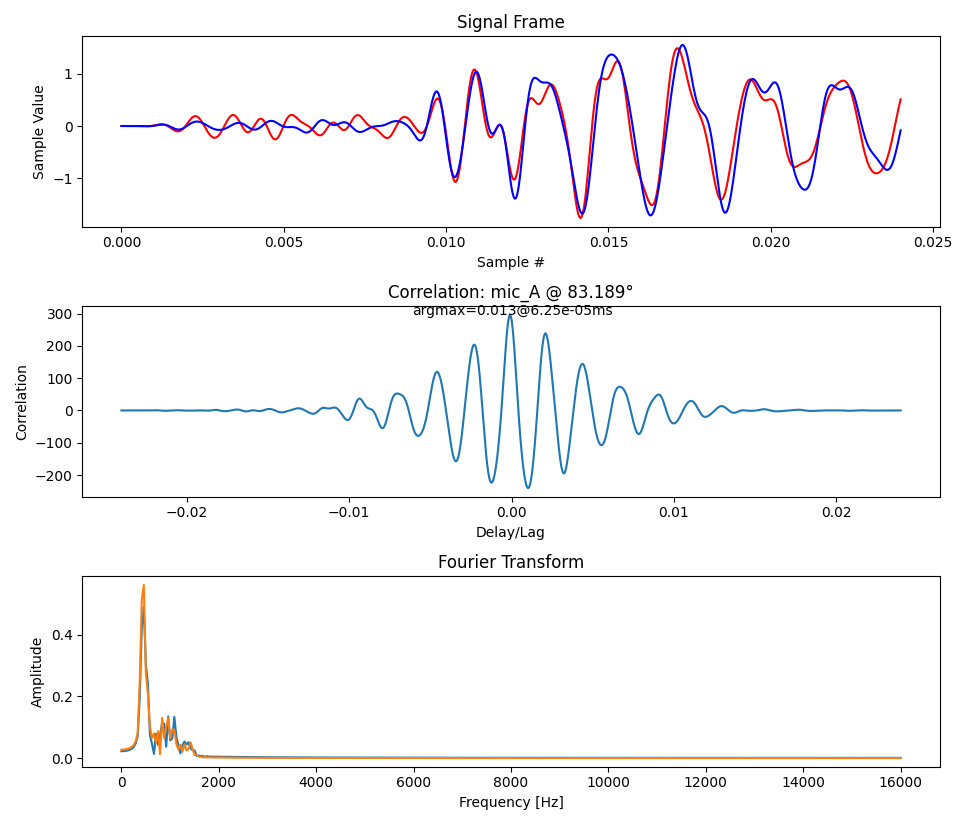 Signal Frame
1
0
−1
Sample Value
0.000 0.005 0.010 0.015 0.020 0.025
Sample #
Correlation: mic_A @ 83.189°
argmax=0.013@6.25e-05ms
300
200
100
0
−100
−200
Correlation
−0.02 −0.01 0.00 0.01 0.02
Delay/Lag
Fourier Transform
0.4
0.2
0.0
Amplitude
0 2000 4000 6000 8000 10000 12000 14000 16000
Frequency [Hz]